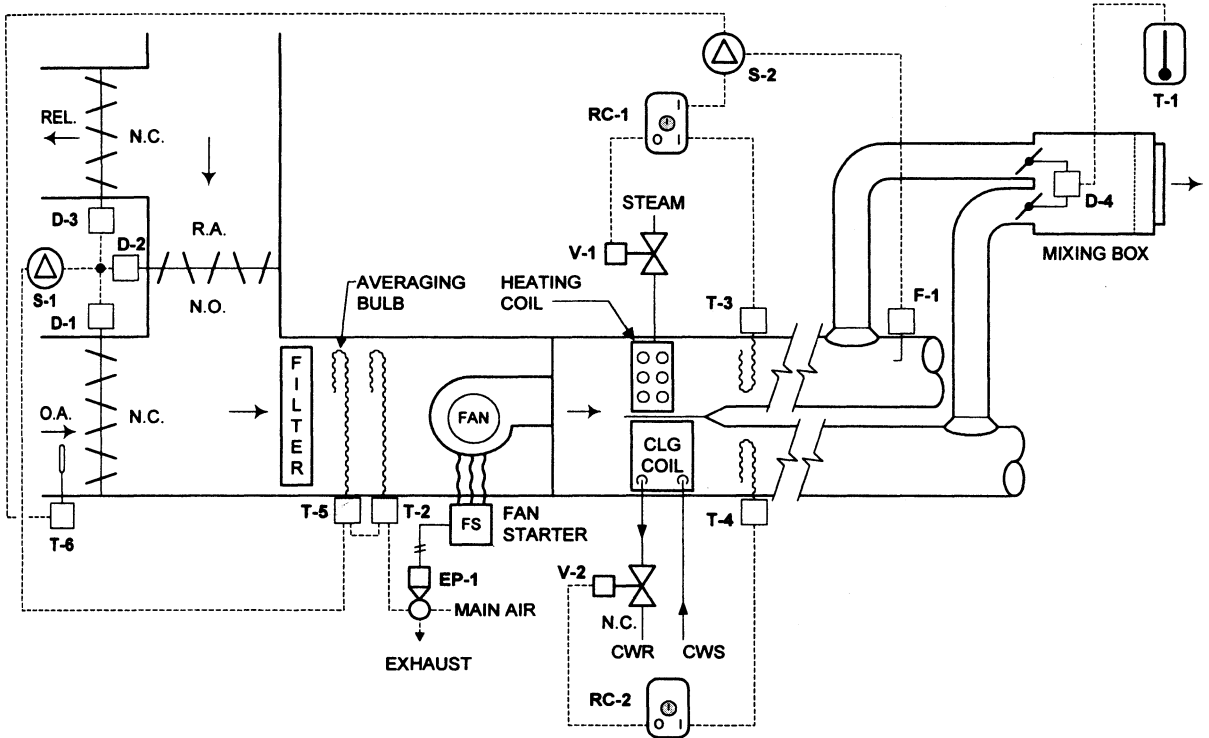 S-2
T-1
RC-1
I
O I
REL.
N.C.
D-3
D-2
R.A.
S-1
N.O.
D-1
STEAM
V-1
D-4
MIXING BOX
AVERAGING
BULB
HEATING
COIL
T-3
F-1
O.A.
N.C.
FILTER
FAN
CLG
COIL
T-6
T-5
T-2
FS
FAN
STARTER
T-4
EP-1
MAIN AIR
EXHAUST
V-2
N.C.
CWR
CWS
RC-2
O I